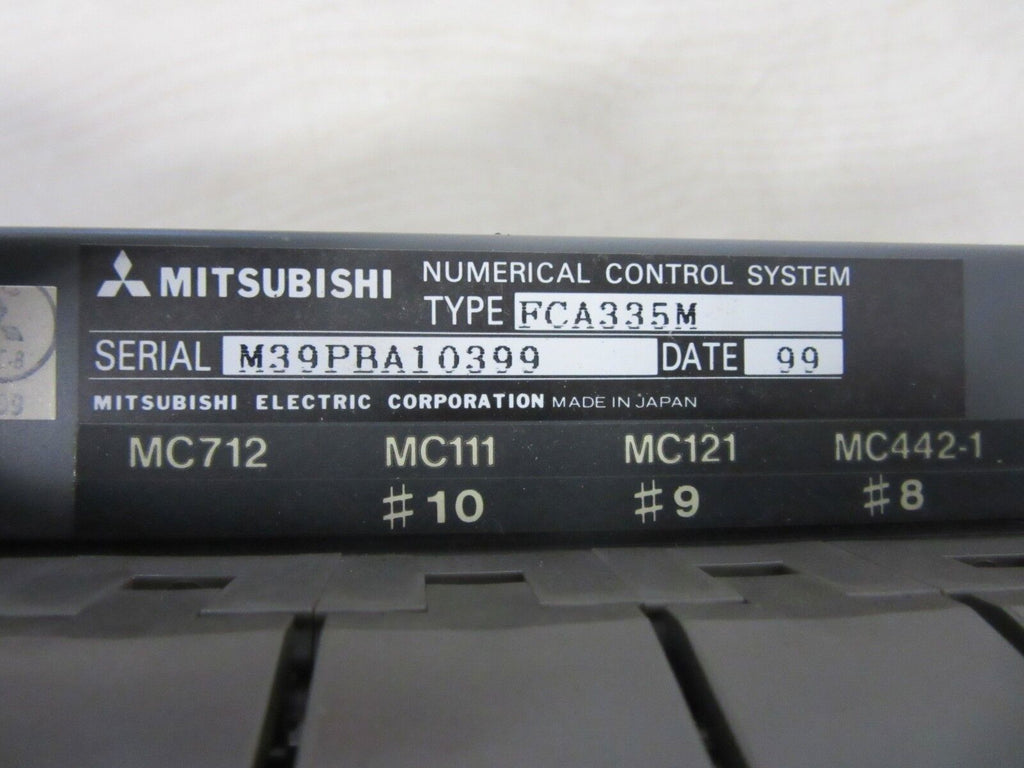 MITSUBISHI NUMERICAL CONTROL SYSTEM
TYPE FCA335M
SERIAL M39PBA10399 DATE 99
MITSUBISHI ELECTRIC CORPORATION MADE IN JAPAN
MC712 MC111 MC121 MC442-1
#10 #9 #8